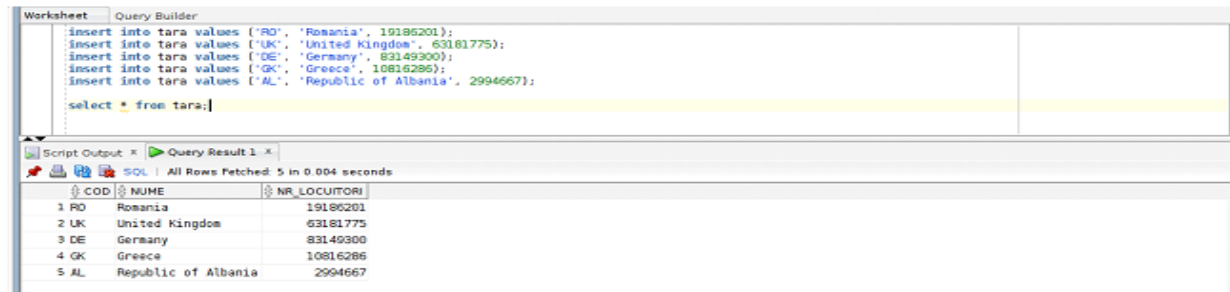 Worksheet Query Builder
insert into tara values ('RO', 'Romania', 19186201);
insert into tara values ('UK', 'United Kingdom', 63181775);
insert into tara values ('DE', 'Germany', 83149300);
insert into tara values ('GK', 'Greece', 10816286);
insert into tara values ('AL', 'Republic of Albania', 2994667);
select * from tara;
Script Output × Query Result 1 ×
SQL | All Rows Fetched: 5 in 0.004 seconds
COD NUME NR_LOCUITORI
1 RO Romania 19186201
2 UK United Kingdom 63181775
3 DE Germany 83149300
4 GK Greece 10816286
5 AL Republic of Albania 2994667